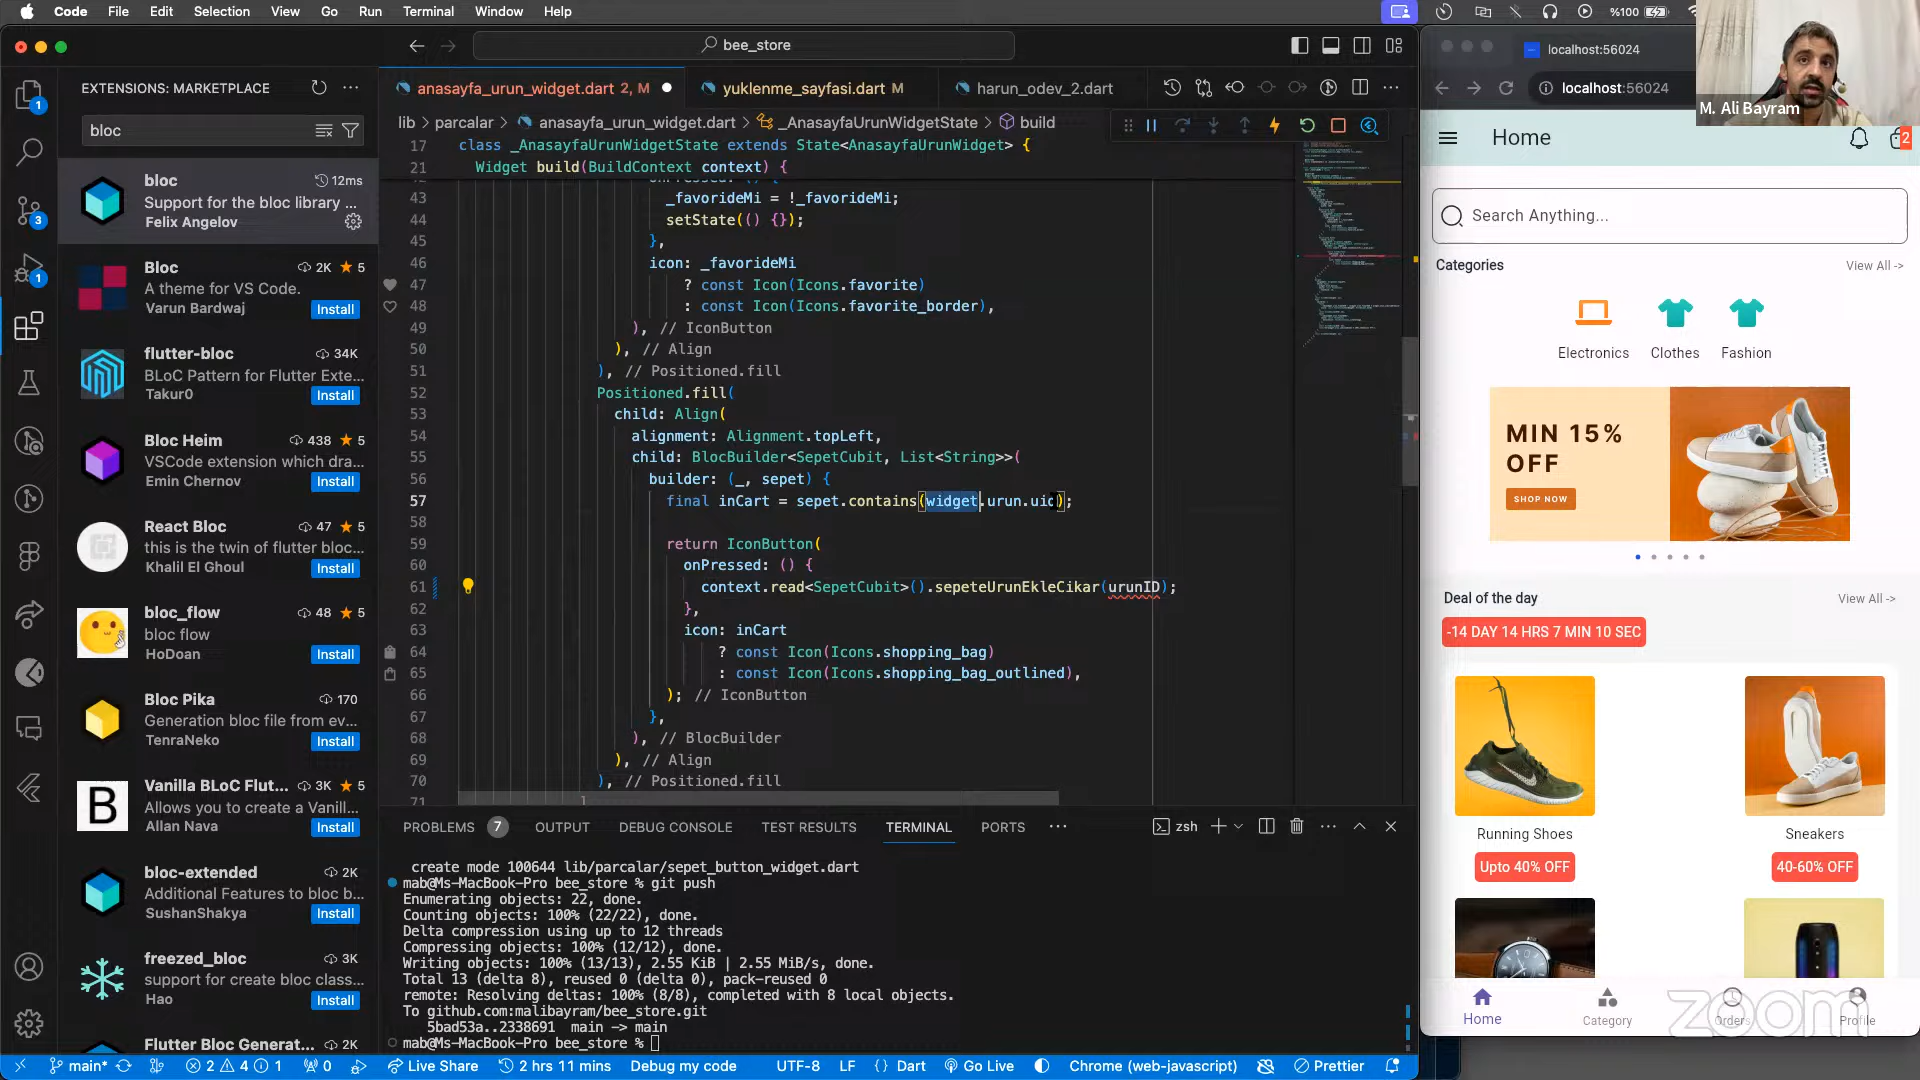 Code File Edit Selection View Go Run Terminal Window Help
%100
bee_store
EXTENSIONS: MARKETPLACE
bloc
bloc
12ms
Support for the bloc library ...
Felix Angelov
Bloc
2K ★ 5
A theme for VS Code.
Varun Bardwaj
Install
flutter-bloc
34K
BLoC Pattern for Flutter Exte...
Takur0
Install
Bloc Heim
438 ★ 5
VSCode extension which dra...
Emin Chernov
Install
React Bloc
47 ★ 5
this is the twin of flutter bloc...
Khalil El Ghoul
Install
bloc_flow
48 ★ 5
bloc flow
HoDoan
Install
Bloc Pika
170
Generation bloc file from ev...
TenraNeko
Install
Vanilla BLoC Flut...
3K ★ 5
Allows you to create a Vanill...
Allan Nava
Install
bloc-extended
2K
Additional Features to bloc b...
SushanShakya
Install
freezed_bloc
3K
support for create bloc class...
Hao
Install
Flutter Bloc Generat...
2K
anasayfa_urun_widget.dart 2, M
yuklenme_sayfasi.dart M
harun_odev_2.dart
lib > parcalar > anasayfa_urun_widget.dart > _AnasayfaUrunWidgetState > build
17 class _AnasayfaUrunWidgetState extends State<AnasayfaUrunWidget> {
21 Widget build(BuildContext context) {
43 _favorideMi = !_favorideMi;
44 setState(() {});
45 },
46 icon: _favorideMi
47 ? const Icon(Icons.favorite)
48 : const Icon(Icons.favorite_border),
49 ), // IconButton
50 ), // Align
51 ), // Positioned.fill
52 Positioned.fill(
53 child: Align(
54 alignment: Alignment.topLeft,
55 child: BlocBuilder<SepetCubit, List<String>>(
56 builder: (_, sepet) {
57 final inCart = sepet.contains(widget.urun.uid);
58
59 return IconButton(
60 onPressed: () {
61 context.read<SepetCubit>().sepeteUrunEkleCikar(urunID);
62 },
63 icon: inCart
64 ? const Icon(Icons.shopping_bag)
65 : const Icon(Icons.shopping_bag_outlined),
66 ); // IconButton
67 },
68 ), // BlocBuilder
69 ), // Align
70 ), // Positioned.fill
71 ]
PROBLEMS 7 OUTPUT DEBUG CONSOLE TEST RESULTS TERMINAL PORTS
zsh
create mode 100644 lib/parcalar/sepet_button_widget.dart
mab@Ms-MacBook-Pro bee_store % git push
Enumerating objects: 22, done.
Counting objects: 100% (22/22), done.
Delta compression using up to 12 threads
Compressing objects: 100% (12/12), done.
Writing objects: 100% (13/13), 2.55 KiB | 2.55 MiB/s, done.
Total 13 (delta 8), reused 0 (delta 0), pack-reused 0
remote: Resolving deltas: 100% (8/8), completed with 8 local objects.
To github.com:malibayram/bee_store.git
5bad53a..2338691 main -> main
mab@Ms-MacBook-Pro bee_store %
main* 2 4 1 0 Live Share 2 hrs 11 mins Debug my code UTF-8 LF {} Dart Go Live Chrome (web-javascript) Prettier
localhost:56024
localhost:56024
M. Ali Bayram
Home
2
Search Anything...
Categories
View All ->
Electronics
Clothes
Fashion
MIN 15%
OFF
SHOP NOW
Deal of the day
View All ->
-14 DAY 14 HRS 7 MIN 10 SEC
Running Shoes
Sneakers
Upto 40% OFF
40-60% OFF
Home
Category
Orders
Profile
zoom